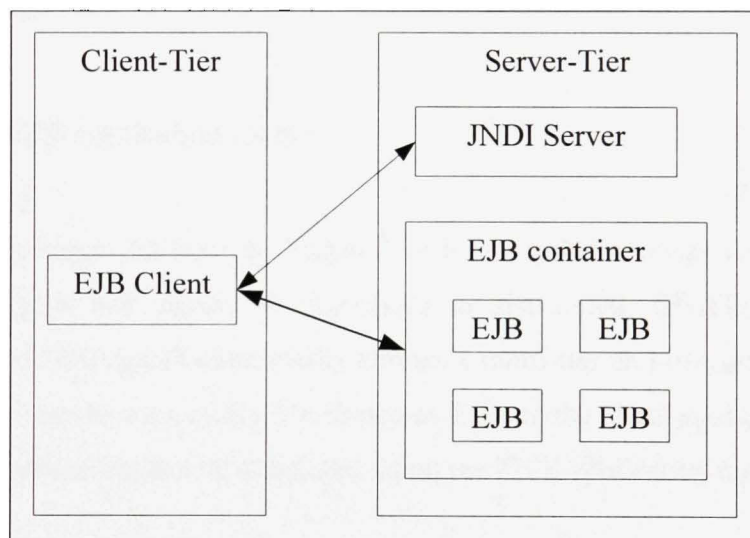 Client-Tier
Server-Tier
JNDI Server
EJB Client
EJB container
EJB EJB
EJB EJB